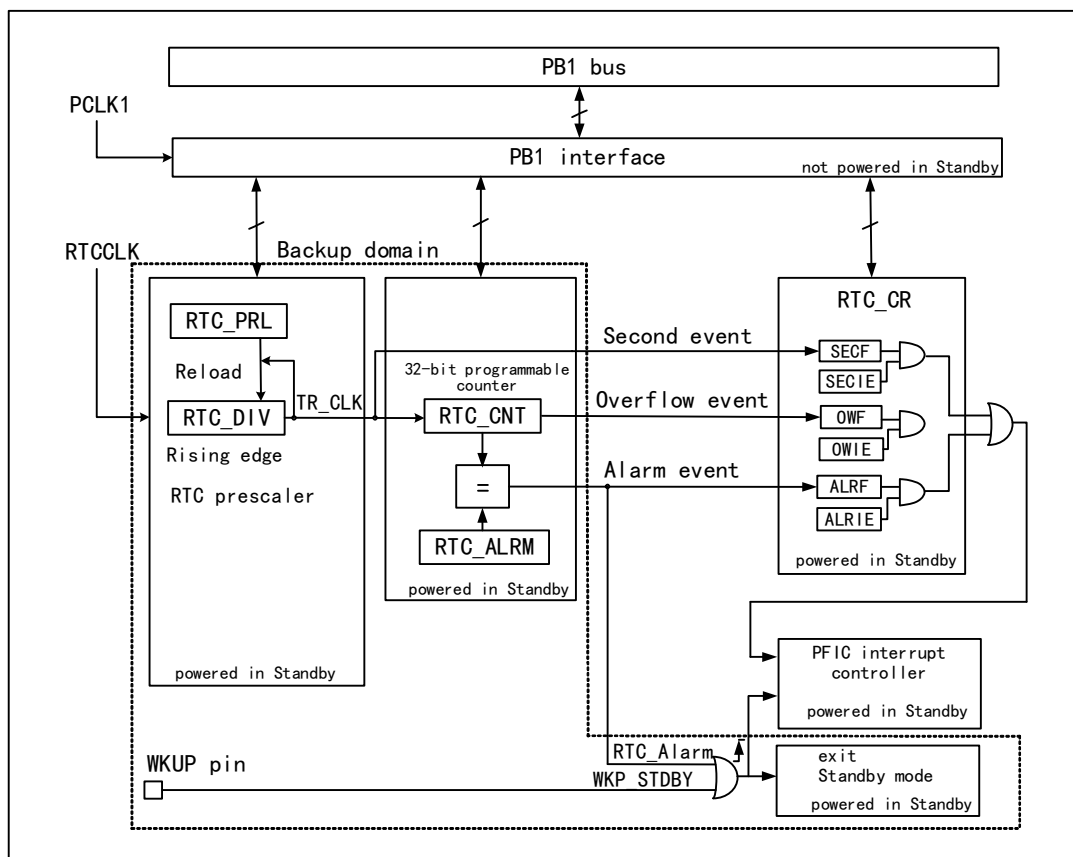 PB1 bus
PCLK1
PB1 interface
not powered in Standby
RTCCLK
Backup domain
RTC_PRL
Reload
RTC_DIV
TR_CLK
Rising edge
RTC prescaler
powered in Standby
32-bit programmable
counter
RTC_CNT
=
RTC_ALRM
powered in Standby
Second event
Overflow event
Alarm event
RTC_CR
SECF
SECIE
OWF
OWIE
ALRF
ALRIE
powered in Standby
PFIC interrupt
controller
powered in Standby
RTC_Alarm
WKUP pin
WKP_STDBY
exit
Standby mode
powered in Standby